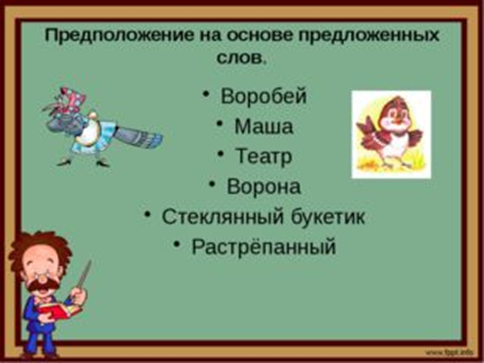 Предположение на основе предложенных
слов.
• Воробей
• Маша
• Театр
• Ворона
• Стеклянный букетик
• Растрёпанный
www.fppt.info